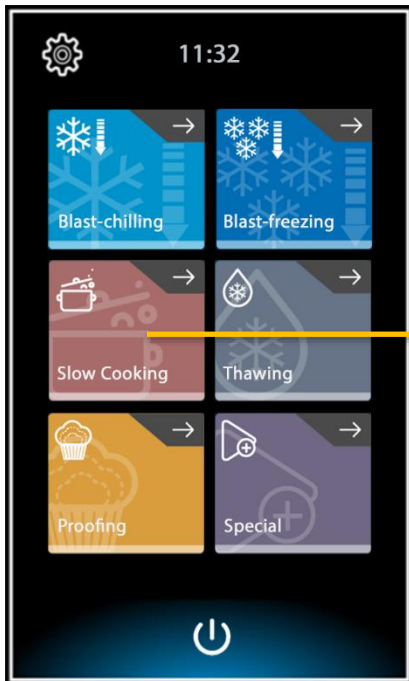 11:32
Blast-chilling
Blast-freezing
Slow Cooking
Thawing
Proofing
Special